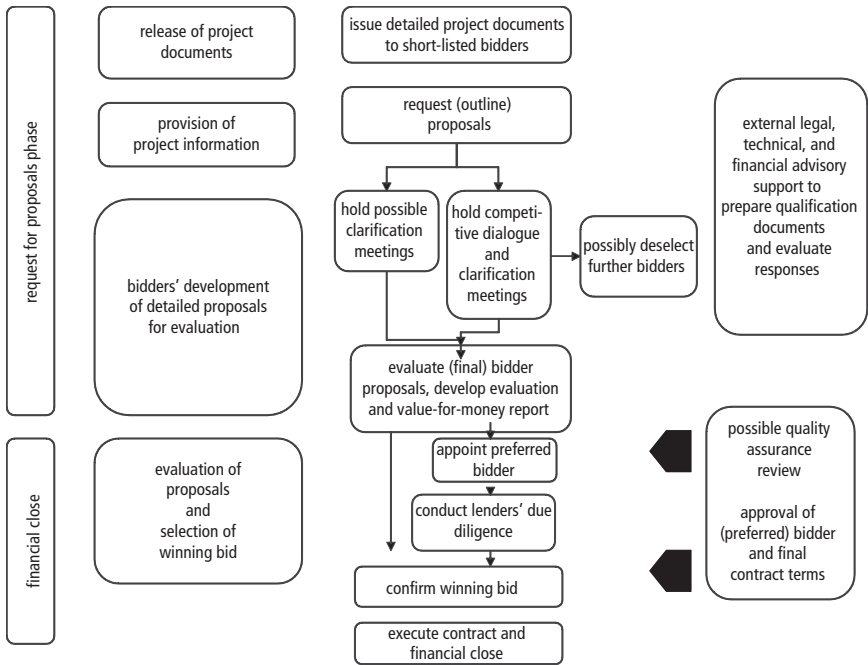 request for proposals phase
release of project
documents
provision of
project information
bidders’ development
of detailed proposals
for evaluation
issue detailed project documents
to short-listed bidders
request (outline)
proposals
hold possible
clarification
meetings
hold competi-
tive dialogue
and
clarification
meetings
possibly deselect
further bidders
evaluate (final) bidder
proposals, develop evaluation
and value-for-money report
external legal,
technical, and
financial advisory
support to
prepare qualification
documents
and evaluate
responses
financial close
evaluation of
proposals
and
selection of
winning bid
appoint preferred
bidder
conduct lenders’ due
diligence
confirm winning bid
execute contract and
financial close
possible quality
assurance
review
approval of
(preferred) bidder
and final
contract terms